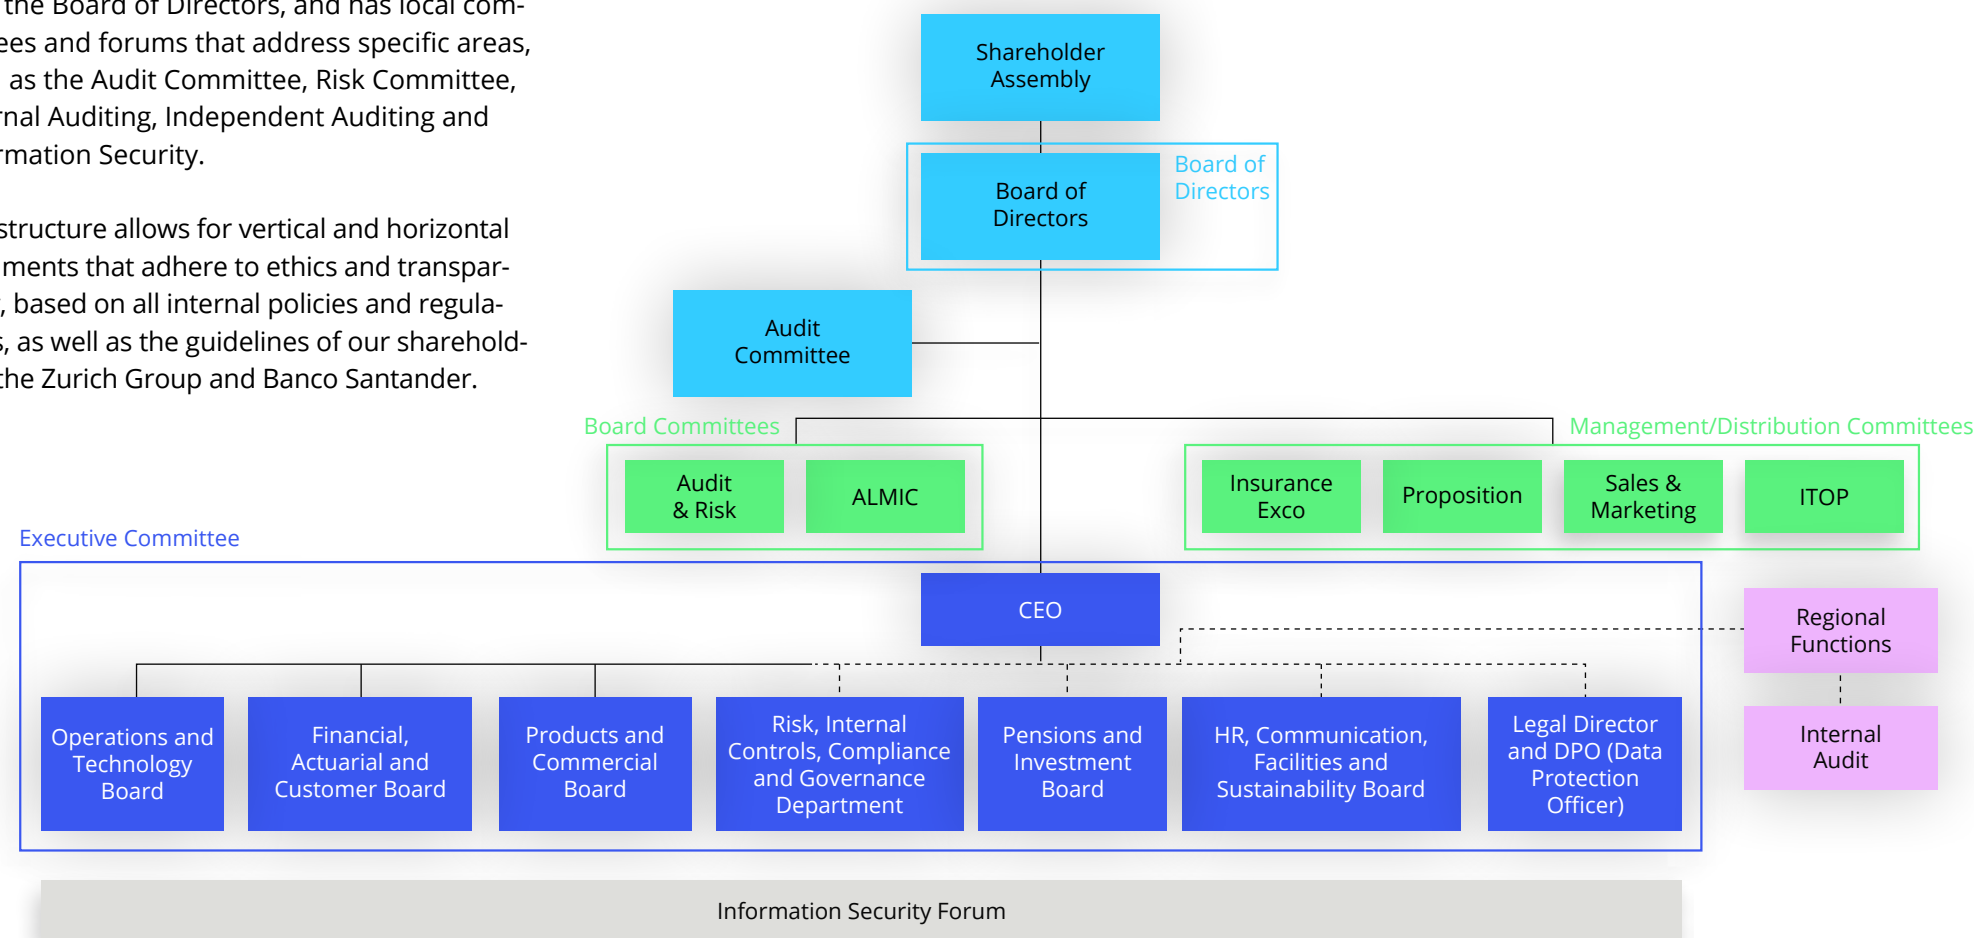 the Board of Directors, and has local com-
ees and forums that address specific areas,
as the Audit Committee, Risk Committee,
rnal Auditing, Independent Auditing and
rmation Security.
structure allows for vertical and horizontal
ments that adhere to ethics and transpar-
, based on all internal policies and regula-
s, as well as the guidelines of our sharehold-
the Zurich Group and Banco Santander.
Shareholder
Assembly
Board of
Directors
Board of
Directors
Audit
Committee
Board Committees
Audit
& Risk
ALMIC
Management/Distribution Committees
Insurance
Exco
Proposition
Sales &
Marketing
ITOP
Executive Committee
CEO
Regional
Functions
Internal
Audit
Operations and
Technology
Board
Financial,
Actuarial and
Customer Board
Products and
Commercial
Board
Risk, Internal
Controls, Compliance
and Governance
Department
Pensions and
Investment
Board
HR, Communication,
Facilities and
Sustainability Board
Legal Director
and DPO (Data
Protection
Officer)
Information Security Forum